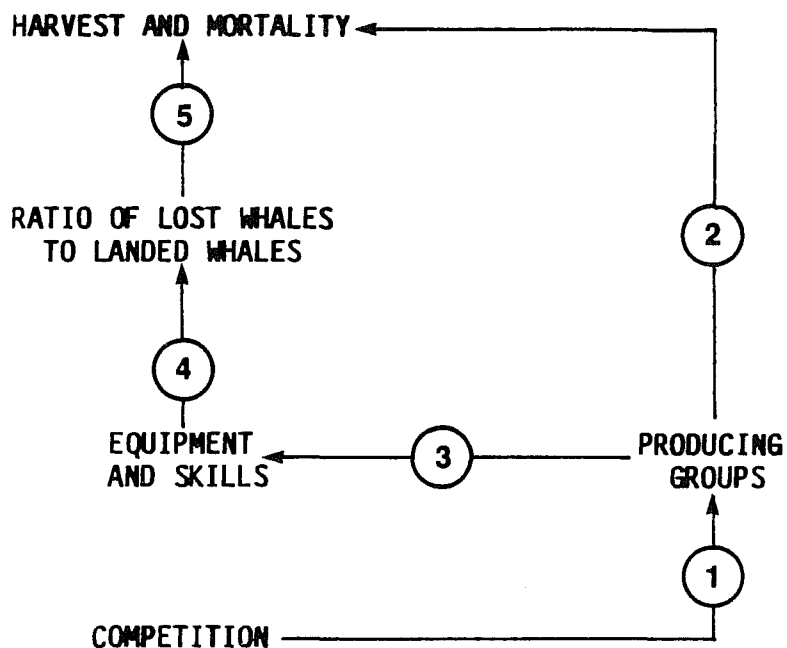 HARVEST AND MORTALITY
5
RATIO OF LOST WHALES
TO LANDED WHALES
2
4
EQUIPMENT
AND SKILLS
3
PRODUCING
GROUPS
1
COMPETITION